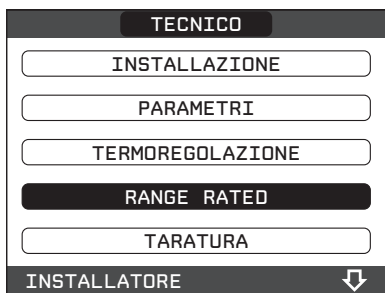 TECNICO
INSTALLAZIONE
PARAMETRI
TERMOREGOLAZIONE
RANGE RATED
TARATURA
INSTALLATORE